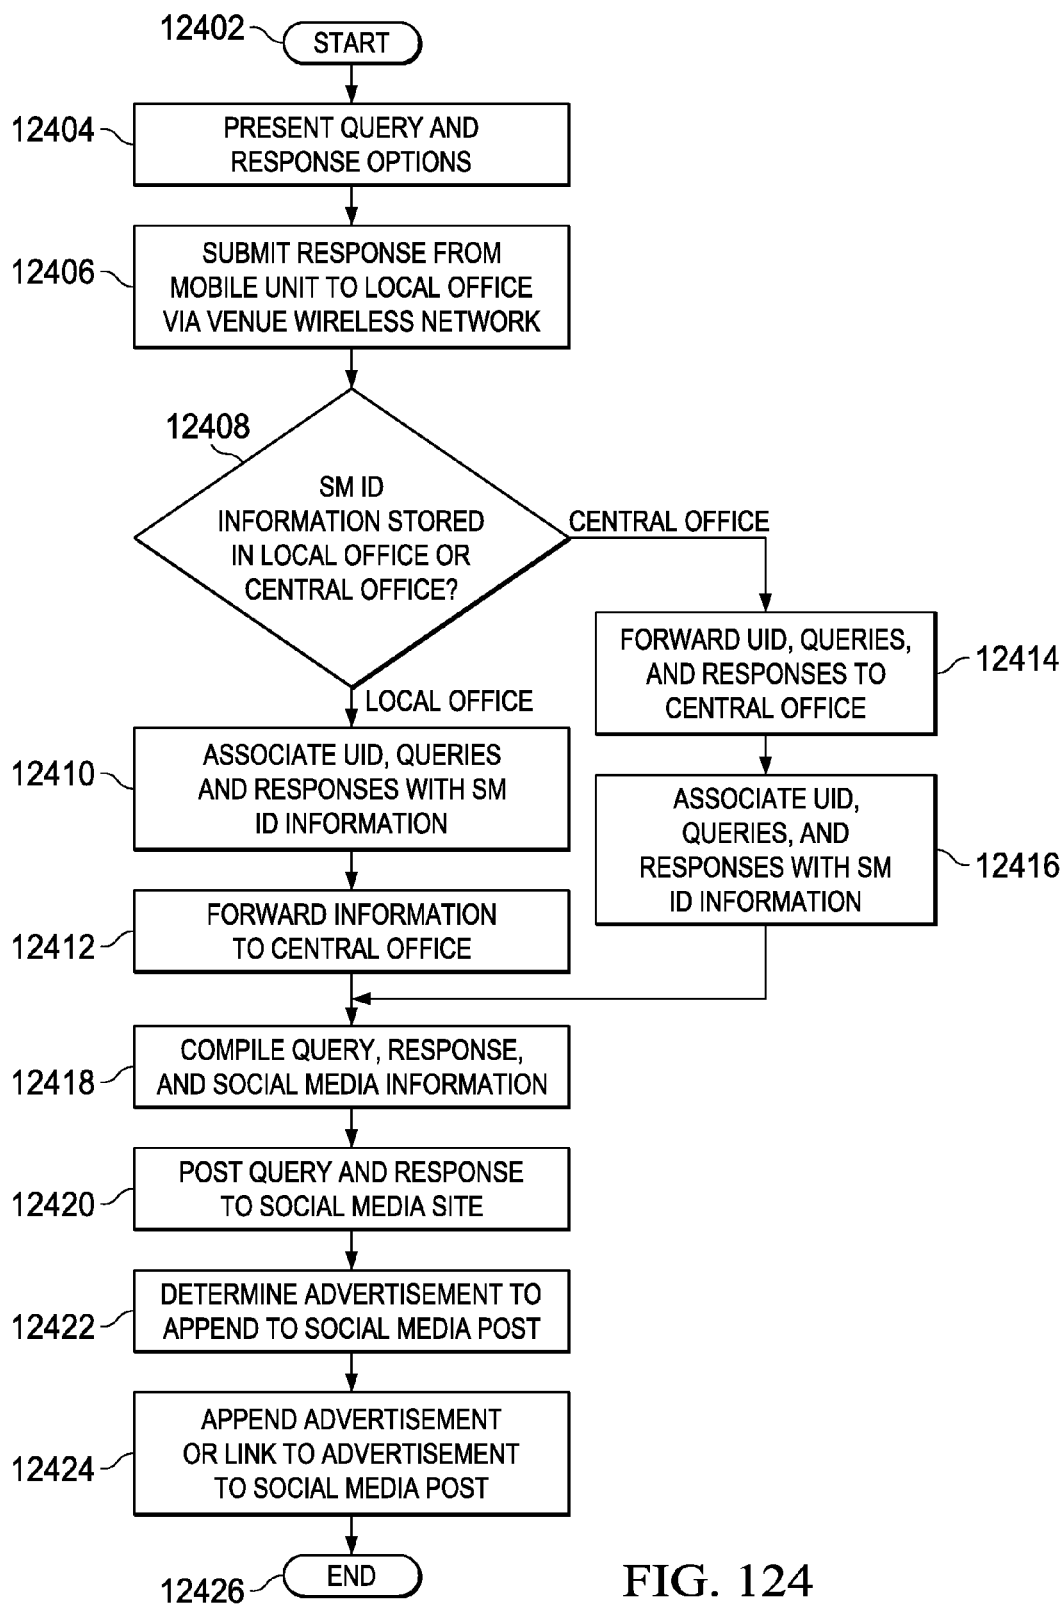 12402
START
12404
PRESENT QUERY AND
RESPONSE OPTIONS
12406
SUBMIT RESPONSE FROM
MOBILE UNIT TO LOCAL OFFICE
VIA VENUE WIRELESS NETWORK
12408
SM ID
INFORMATION STORED
IN LOCAL OFFICE OR
CENTRAL OFFICE?
CENTRAL OFFICE
LOCAL OFFICE
12410
ASSOCIATE UID, QUERIES
AND RESPONSES WITH SM
ID INFORMATION
12412
FORWARD INFORMATION
TO CENTRAL OFFICE
FORWARD UID, QUERIES,
AND RESPONSES TO
CENTRAL OFFICE
12414
ASSOCIATE UID,
QUERIES, AND
RESPONSES WITH SM
ID INFORMATION
12416
12418
COMPILE QUERY, RESPONSE,
AND SOCIAL MEDIA INFORMATION
12420
POST QUERY AND RESPONSE
TO SOCIAL MEDIA SITE
12422
DETERMINE ADVERTISEMENT TO
APPEND TO SOCIAL MEDIA POST
12424
APPEND ADVERTISEMENT
OR LINK TO ADVERTISEMENT
TO SOCIAL MEDIA POST
12426
END
FIG. 124